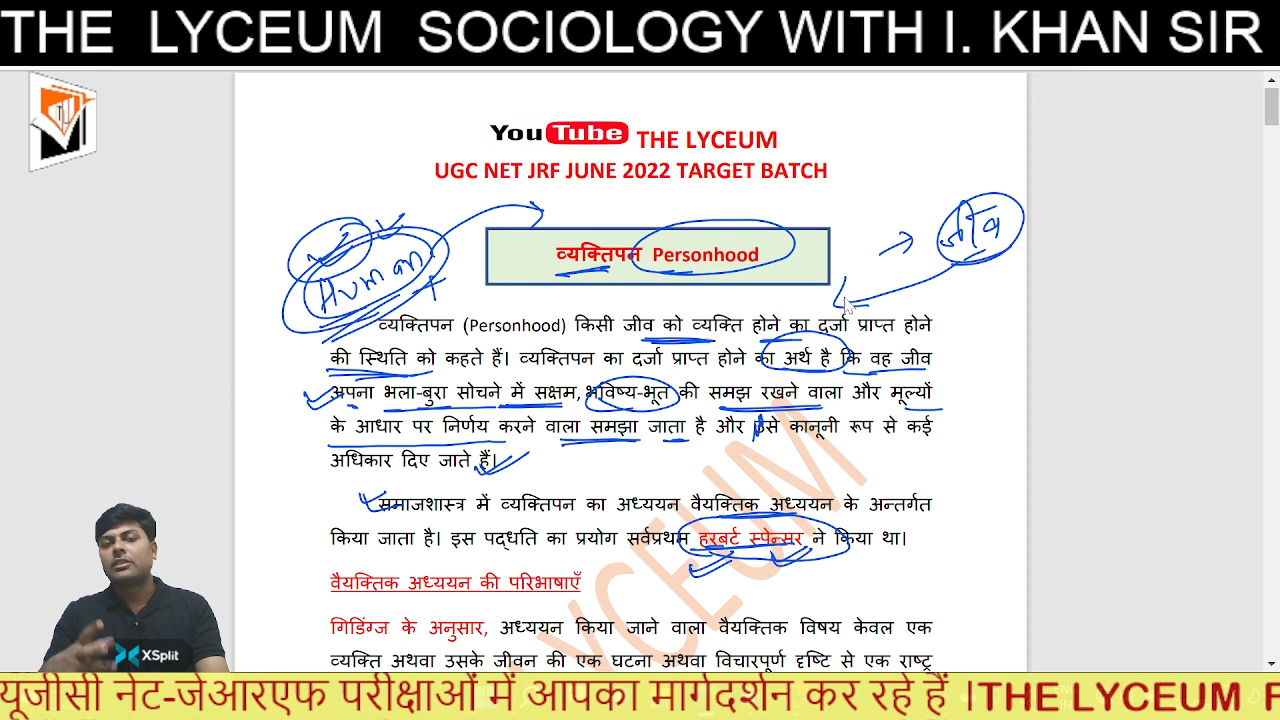 THE LYCEUM SOCIOLOGY WITH I. KHAN SIR
You Tube THE LYCEUM
UGC NET JRF JUNE 2022 TARGET BATCH
Human
जीव
व्यक्तिपन Personhood
व्यक्तिपन (Personhood) किसी जीव को व्यक्ति होने का दर्जा प्राप्त होने
की स्थिति को कहते हैं। व्यक्तिपन का दर्जा प्राप्त होने का अर्थ है कि वह जीव
अपना भला-बुरा सोचने में सक्षम, भविष्य-भूत की समझ रखने वाला और मूल्यों
के आधार पर निर्णय करने वाला समझा जाता है और उसे कानूनी रूप से कई
अधिकार दिए जाते हैं।
समाजशास्त्र में व्यक्तिपन का अध्ययन वैयक्तिक अध्ययन के अन्तर्गत
किया जाता है। इस पद्धति का प्रयोग सर्वप्रथम हरबर्ट स्पेन्सर ने किया था।
वैयक्तिक अध्ययन की परिभाषाएँ
गिडिंग्ज के अनुसार, अध्ययन किया जाने वाला वैयक्तिक विषय केवल एक
व्यक्ति अथवा उसके जीवन की एक घटना अथवा विचारपूर्ण दृष्टि से एक राष्ट्र
LYCEUM
XSplit
यूजीसी नेट-जेआरएफ परीक्षाओं में आपका मार्गदर्शन कर रहे हैं ।THE LYCEUM F